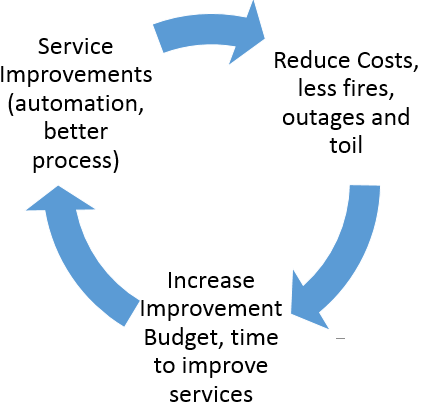 Service
Improvements
(automation,
better
process)
Reduce Costs,
less fires,
outages and
toil
Increase
Improvement
Budget, time
to improve
services